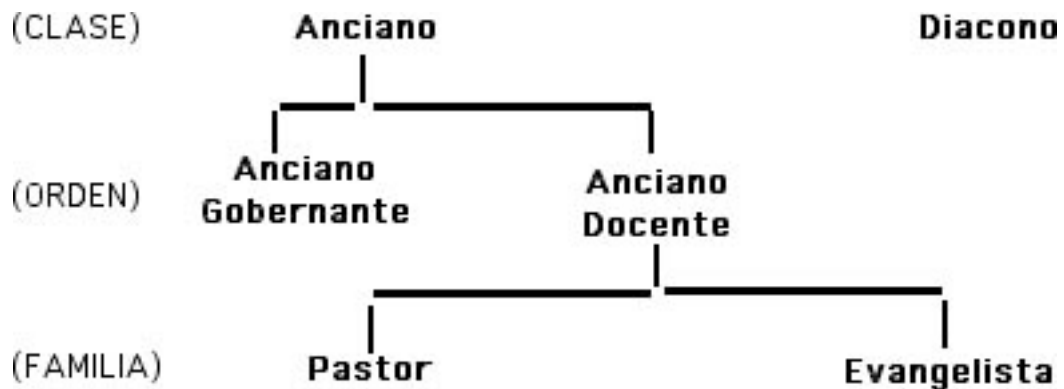 (CLASE) Anciano Diacono
(ORDEN) Anciano Gobernante Anciano Docente
(FAMILIA) Pastor Evangelista